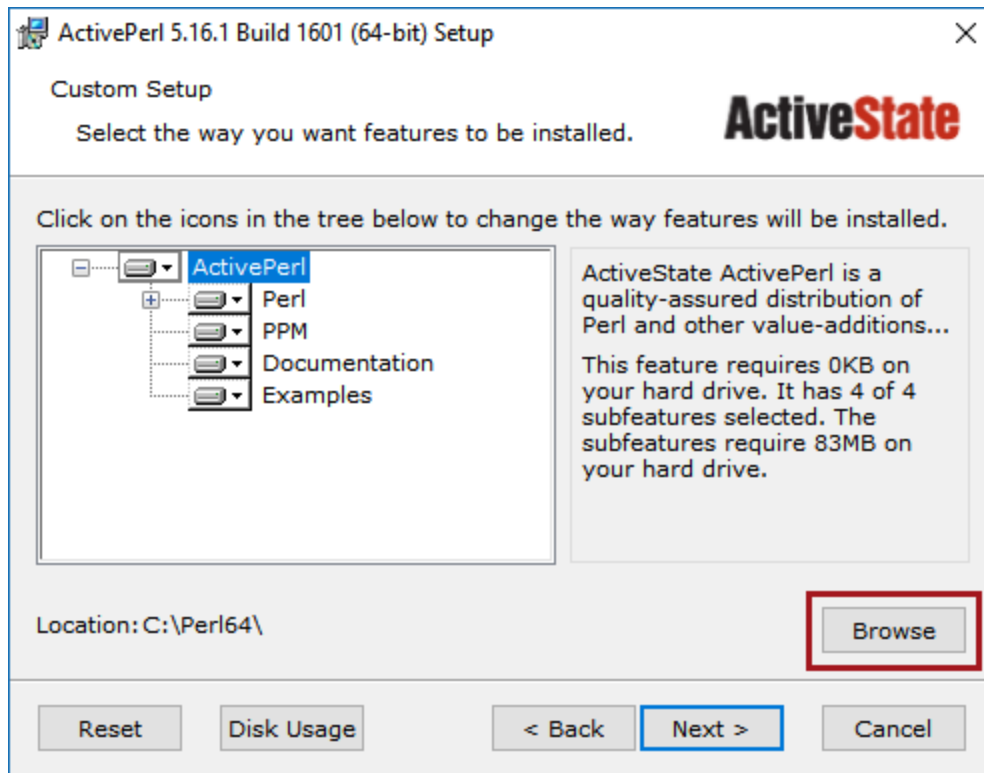 ActivePerl 5.16.1 Build 1601 (64-bit) Setup
Custom Setup
Select the way you want features to be installed.
ActiveState
Click on the icons in the tree below to change the way features will be installed.
ActivePerl
Perl
PPM
Documentation
Examples
ActiveState ActivePerl is a
quality-assured distribution of
Perl and other value-additions...
This feature requires 0KB on
your hard drive. It has 4 of 4
subfeatures selected. The
subfeatures require 83MB on
your hard drive.
Location: C:\Perl64\
Browse
Reset
Disk Usage
< Back
Next >
Cancel